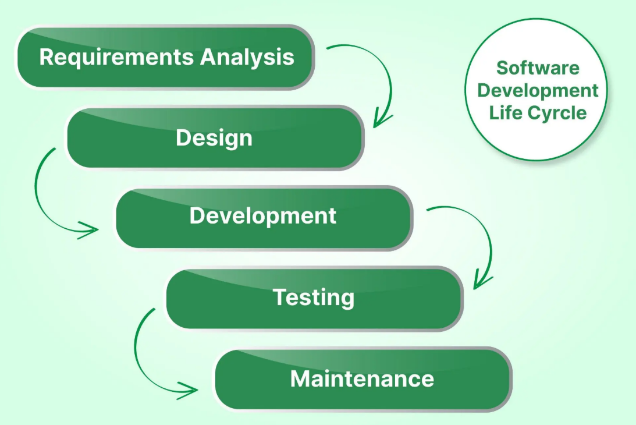 Requirements Analysis
Software
Development
Life Cyrcle
Design
Development
Testing
Maintenance